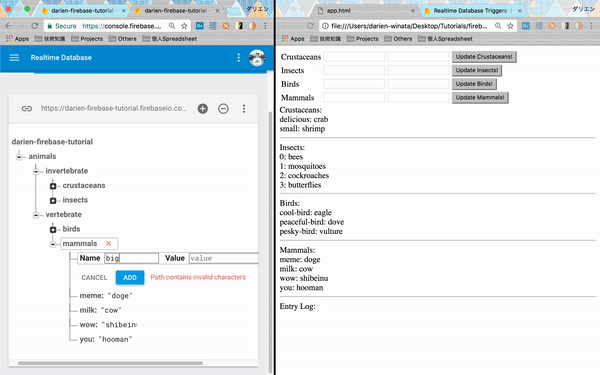 darien-firebase-tutorial
darien-firebase-tutorial
ダリエン
Secure
https://console.firebase....
Apps
技術知識
Projects
Others
個人Spreadsheet
Realtime Database
https://darien-firebase-tutorial.firebaseio.co...
darien-firebase-tutorial
animals
invertebrate
crustaceans
insects
vertebrate
birds
mammals
Name big Value value
CANCEL ADD Path contains invalid characters
meme: "doge"
milk: "cow"
wow: "shibeinu
you: "hooman"
app.html
Realtime Database Triggers
ダリエン
file:///Users/darien-winata/Desktop/Tutorials/fireba
Apps
技術知識
Projects
Others
個人Spreadsheet
Crustaceans Update Crustaceans!
Insects Update Insects!
Birds Update Birds!
Mammals Update Mammals!
Crustaceans:
delicious: crab
small: shrimp
Insects:
0: bees
1: mosquitoes
2: cockroaches
3: butterflies
Birds:
cool-bird: eagle
peaceful-bird: dove
pesky-bird: vulture
Mammals:
meme: doge
milk: cow
wow: shibeinu
you: hooman
Entry Log: